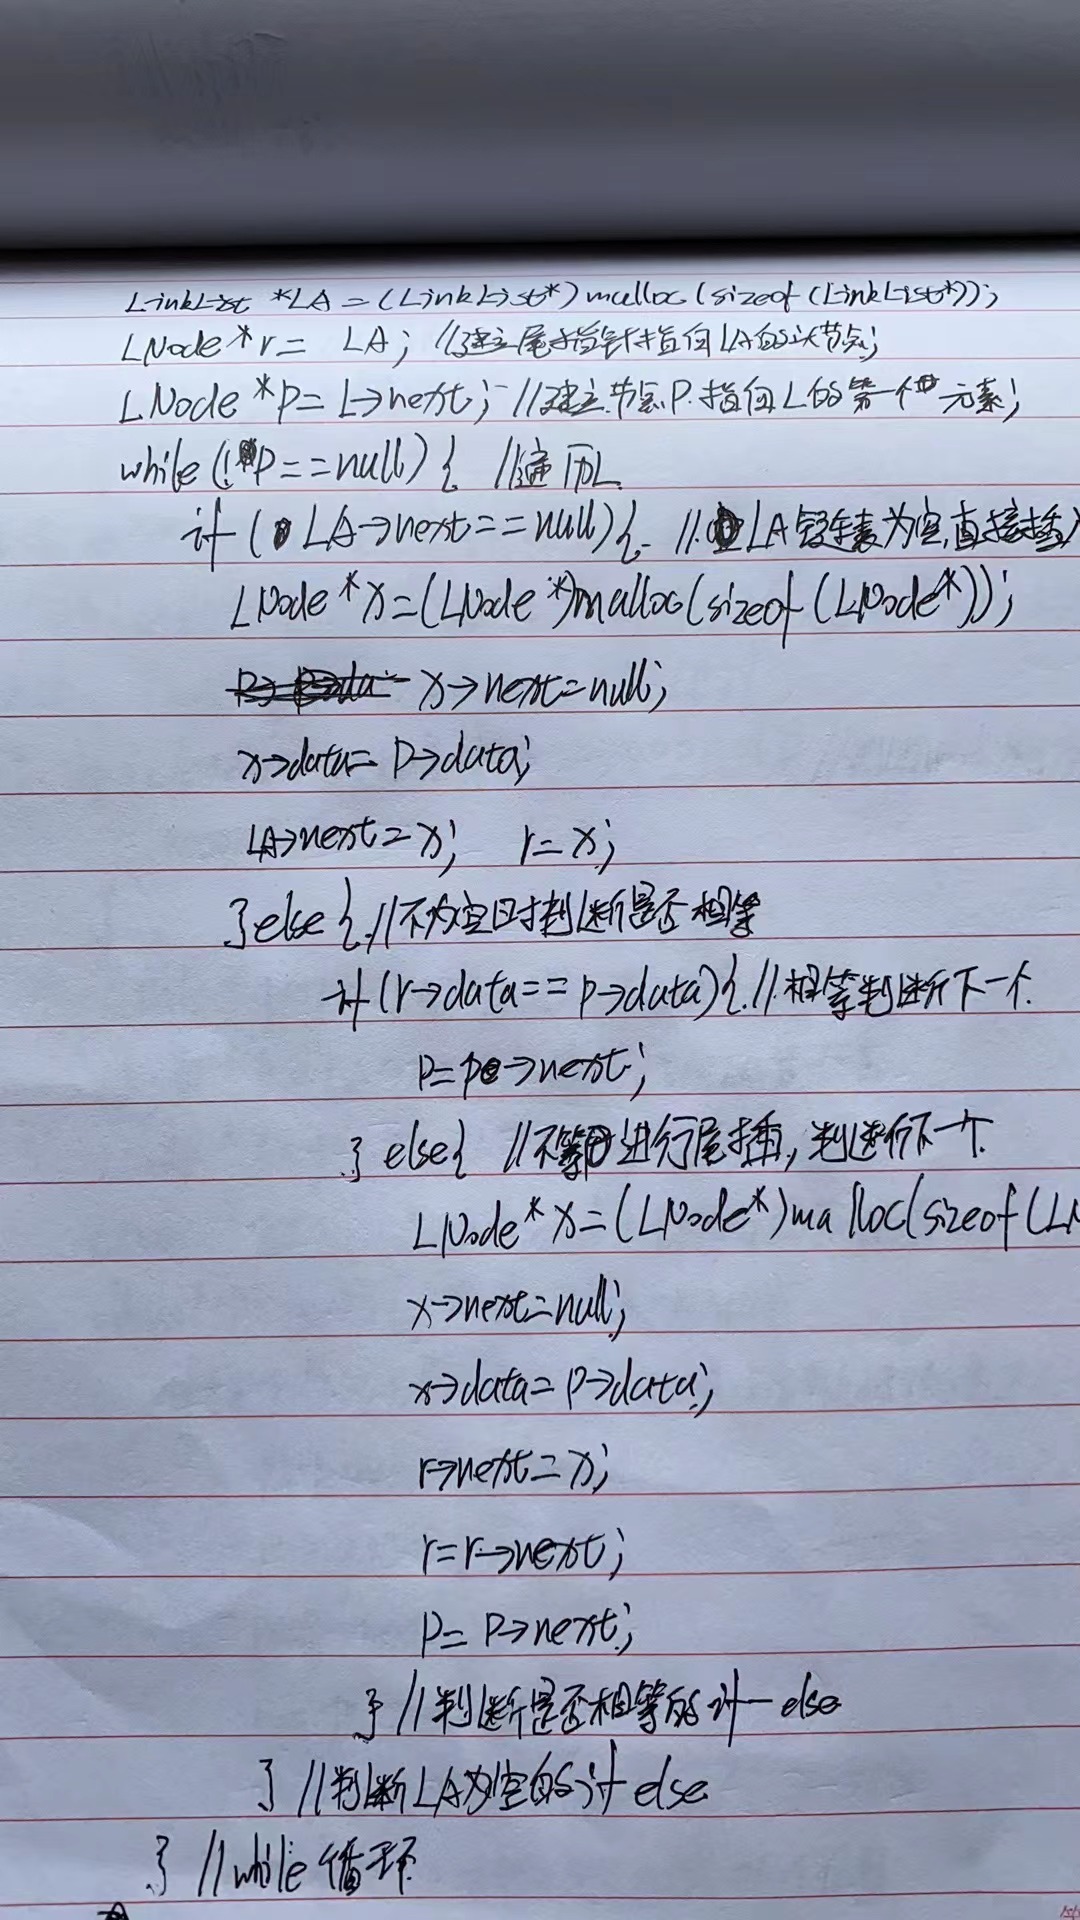 LinkList *LA = (LinkList*)malloc(sizeof(LinkList*));
LNode *r = LA; //建立尾指针指向LA的头节点;
LNode *P = L->next; //建立节点P.指向L的第一个元素;
while(!P==null){ //遍历L
if(LA->next==null){ //LA链表为空,直接插入
LNode *x=(LNode*)malloc(sizeof(LNode*));
x->next=null;
x->data=P->data;
LA->next=x; r=x;
}else{ //不为空时判断是否相等
if(r->data==p->data){ //相等判断下一个.
P=p->next;
}else{ //不等进行尾插,判断下一个.
LNode *x=(LNode*)malloc(sizeof(LN
x->next=null;
x->data=P->data;
r->next=x;
r=r->next;
P=P->next;
} //判断是否相等的if-else
} //判断LA为空的if else
} //while循环